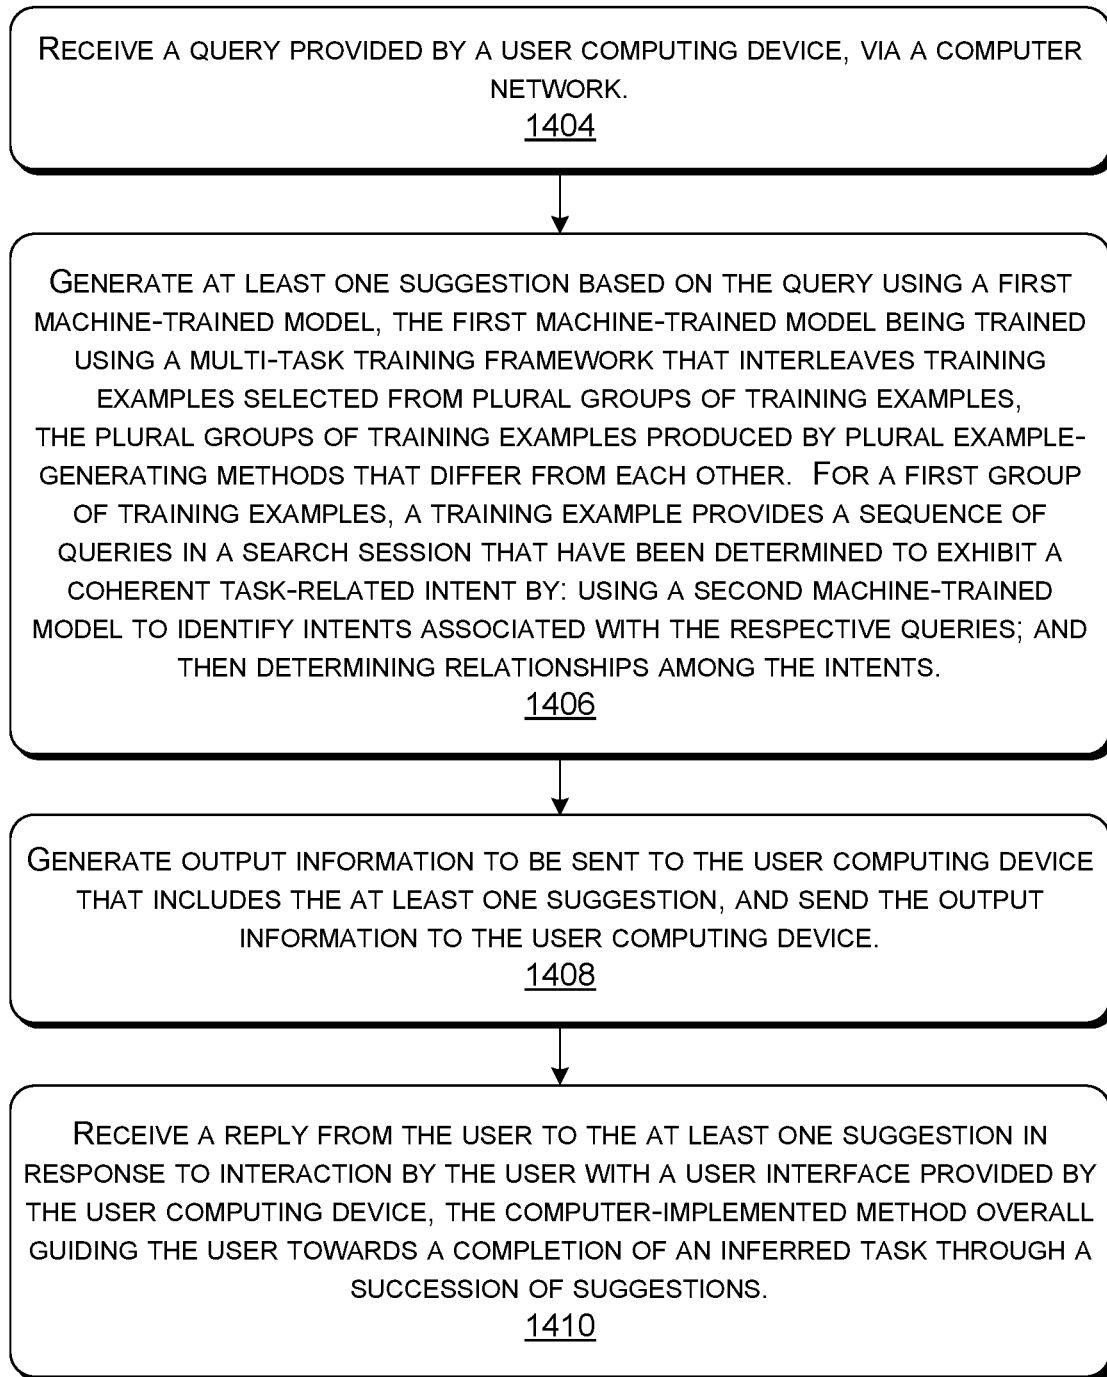 RECEIVE A QUERY PROVIDED BY A USER COMPUTING DEVICE, VIA A COMPUTER
NETWORK.
1404
GENERATE AT LEAST ONE SUGGESTION BASED ON THE QUERY USING A FIRST
MACHINE-TRAINED MODEL, THE FIRST MACHINE-TRAINED MODEL BEING TRAINED
USING A MULTI-TASK TRAINING FRAMEWORK THAT INTERLEAVES TRAINING
EXAMPLES SELECTED FROM PLURAL GROUPS OF TRAINING EXAMPLES,
THE PLURAL GROUPS OF TRAINING EXAMPLES PRODUCED BY PLURAL EXAMPLE-
GENERATING METHODS THAT DIFFER FROM EACH OTHER. FOR A FIRST GROUP
OF TRAINING EXAMPLES, A TRAINING EXAMPLE PROVIDES A SEQUENCE OF
QUERIES IN A SEARCH SESSION THAT HAVE BEEN DETERMINED TO EXHIBIT A
COHERENT TASK-RELATED INTENT BY: USING A SECOND MACHINE-TRAINED
MODEL TO IDENTIFY INTENTS ASSOCIATED WITH THE RESPECTIVE QUERIES; AND
THEN DETERMINING RELATIONSHIPS AMONG THE INTENTS.
1406
GENERATE OUTPUT INFORMATION TO BE SENT TO THE USER COMPUTING DEVICE
THAT INCLUDES THE AT LEAST ONE SUGGESTION, AND SEND THE OUTPUT
INFORMATION TO THE USER COMPUTING DEVICE.
1408
RECEIVE A REPLY FROM THE USER TO THE AT LEAST ONE SUGGESTION IN
RESPONSE TO INTERACTION BY THE USER WITH A USER INTERFACE PROVIDED BY
THE USER COMPUTING DEVICE, THE COMPUTER-IMPLEMENTED METHOD OVERALL
GUIDING THE USER TOWARDS A COMPLETION OF AN INFERRED TASK THROUGH A
SUCCESSION OF SUGGESTIONS.
1410